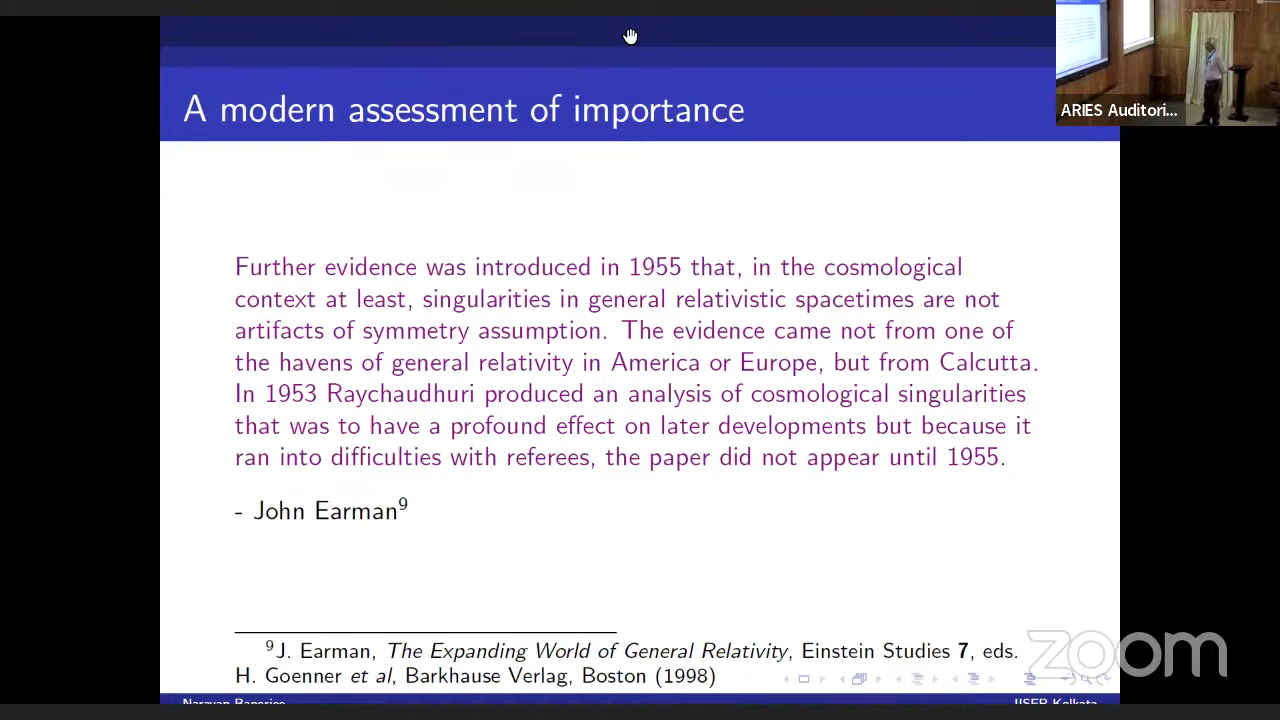 A modern assessment of importance
ARIES Auditori...
Further evidence was introduced in 1955 that, in the cosmological
context at least, singularities in general relativistic spacetimes are not
artifacts of symmetry assumption. The evidence came not from one of
the havens of general relativity in America or Europe, but from Calcutta.
In 1953 Raychaudhuri produced an analysis of cosmological singularities
that was to have a profound effect on later developments but because it
ran into difficulties with referees, the paper did not appear until 1955.
- John Earman⁹
⁹J. Earman, The Expanding World of General Relativity, Einstein Studies 7, eds.
H. Goenner et al, Barkhause Verlag, Boston (1998)
zoom
Narayan Banerjee
IISER Kolkata